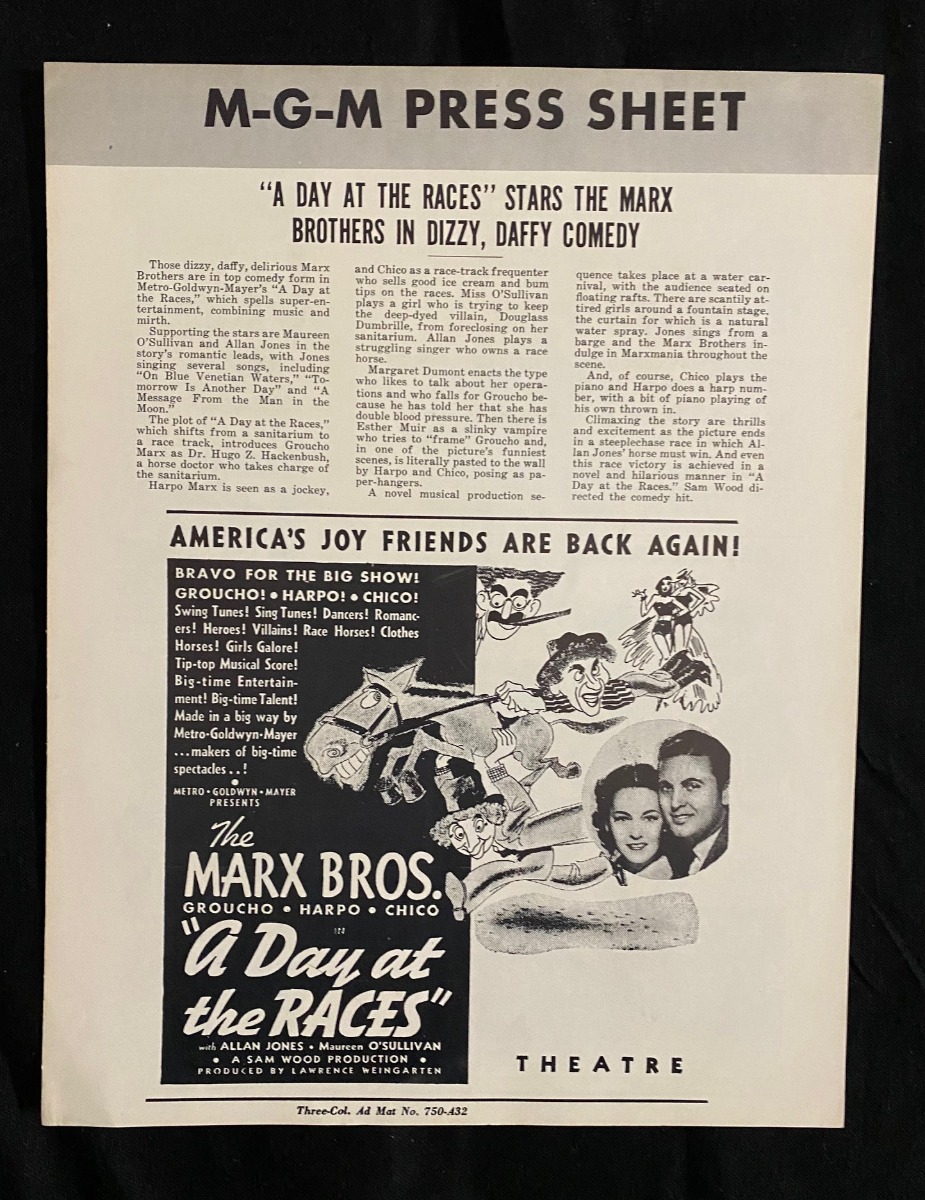 M-G-M PRESS SHEET
"A DAY AT THE RACES" STARS THE MARX
BROTHERS IN DIZZY, DAFFY COMEDY
Those dizzy, daffy, delirious Marx
Brothers are in top comedy form in
Metro-Goldwyn-Mayer's "A Day at
the Races," which spells super-en-
tertainment, combining music and
mirth.
Supporting the stars are Maureen
O'Sullivan and Allan Jones in the
story's romantic leads, with Jones
singing several songs, including
"On Blue Venetian Waters," "To-
morrow Is Another Day" and "A
Message From the Man in the
Moon."
The plot of "A Day at the Races,"
which shifts from a sanitarium to
a race track, introduces Groucho
Marx as Dr. Hugo Z. Hackenbush,
a horse doctor who takes charge of
the sanitarium.
Harpo Marx is seen as a jockey,
and Chico as a race-track frequenter
who sells good ice cream and bum
tips on the races. Miss O'Sullivan
plays a girl who is trying to keep
the deep-dyed villain, Douglass
Dumbrille, from foreclosing on her
sanitarium. Allan Jones plays a
struggling singer who owns a race
horse.
Margaret Dumont enacts the type
who likes to talk about her opera-
tions and who falls for Groucho be-
cause he has told her that she has
double blood pressure. Then there is
Esther Muir as a slinky vampire
who tries to "frame" Groucho and,
in one of the picture's funniest
scenes, is literally pasted to the wall
by Harpo and Chico, posing as pa-
per-hangers.
A novel musical production se-
quence takes place at a water car-
nival, with the audience seated on
floating rafts. There are scantily at-
tired girls around a fountain stage,
the curtain for which is a natural
water spray. Jones sings from a
barge and the Marx Brothers in-
dulge in Marxmania throughout the
scene.
And, of course, Chico plays the
piano and Harpo does a harp num-
ber, with a bit of piano playing of
his own thrown in.
Climaxing the story are thrills
and excitement as the picture ends
in a steeplechase race in which Al-
lan Jones' horse must win. And even
this race victory is achieved in a
novel and hilarious manner in "A
Day at the Races." Sam Wood di-
rected the comedy hit.
AMERICA'S JOY FRIENDS ARE BACK AGAIN!
BRAVO FOR THE BIG SHOW!
GROUCHO! • HARPO! • CHICO!
Swing Tunes! Sing Tunes! Dancers! Romanc-
ers! Heroes! Villains! Race Horses! Clothes
Horses! Girls Galore!
Tip-top Musical Score!
Big-time Entertain-
ment! Big-time Talent!
Made in a big way by
Metro-Goldwyn-Mayer
...makers of big-time
spectacles..!
METRO • GOLDWYN • MAYER
PRESENTS
The
MARX BROS.
GROUCHO • HARPO • CHICO
IN
"A Day at
the RACES"
with ALLAN JONES • Maureen O'SULLIVAN
• A SAM WOOD PRODUCTION •
PRODUCED BY LAWRENCE WEINGARTEN
THEATRE
Three-Col. Ad Mat No. 750-A32